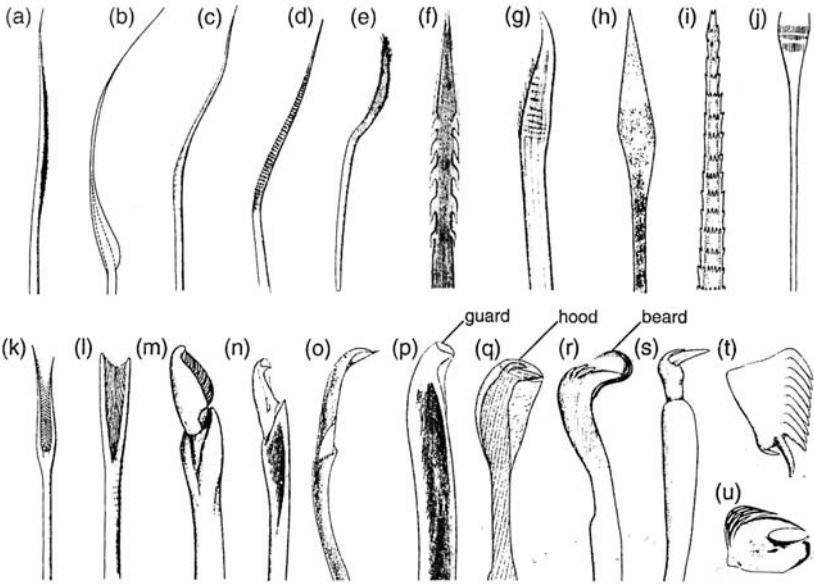 (a) (b) (c) (d) (e) (f) (g) (h) (i) (j)
guard hood beard
(k) (l) (m) (n) (o) (p) (q) (r) (s) (t)
(u)